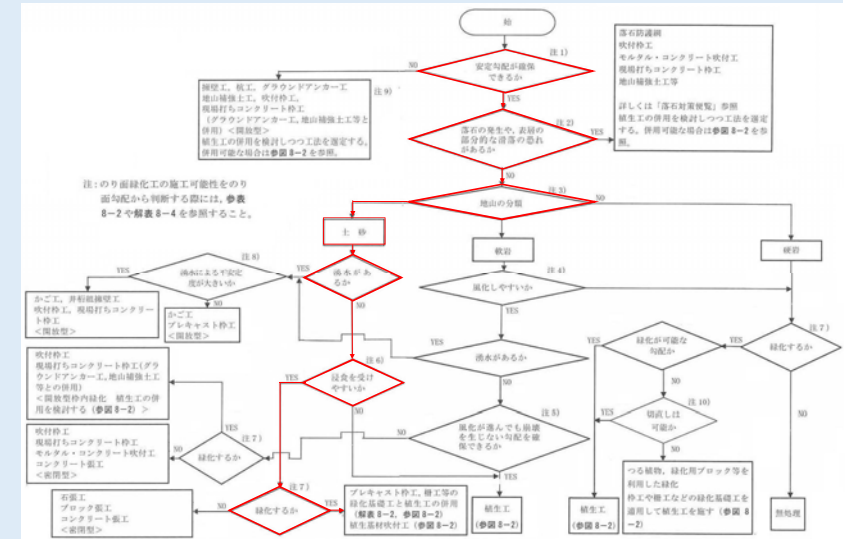 始
注1)
安定勾配が確保
できるか
NO
YES
注9)
擁壁工, 杭工, グラウンドアンカー工
地山補強土工, 吹付枠工,
現場打ちコンクリート枠工
(グラウンドアンカー工, 地山補強土工等と
併用) <開放型>
植生工の併用を検討しつつ工法を選定する。
併用可能な場合は参図8-2を参照。
落石防護網
吹付枠工
モルタル・コンクリート吹付工
現場打ちコンクリート枠工
地山補強土工等
詳しくは「落石対策便覧」参照
植生工の併用を検討しつつ工法を選定
する。併用可能な場合は参図8-2を参
照。
注2)
落石の発生や, 表層の
部分的な滑落の恐れ
があるか
YES
NO
注:のり面緑化工の施工可能性をのり
面勾配から判断する際には, 参表
8-2や解表8-4を参照すること。
注3)
地山の分類
NO
土 砂
軟岩
硬岩
注8)
湧水による不安定
度が大きいか
YES
NO
YES
湧水があ
るか
NO
注4)
風化しやすいか
NO
YES
かご工, 井桁組擁壁工
吹付枠工, 現場打ちコンクリー
ト枠工
<開放型>
かご工
プレキャスト枠工
<開放型>
注7)
緑化するか
YES
NO
緑化が可能な
勾配か
YES
NO
湧水があるか
YES
NO
吹付枠工
現場打ちコンクリート枠工(グラ
ウンドアンカー工, 地山補強土工
等との併用)
<開放型枠内緑化 植生工の併
用を検討する (参図8-2) >
注6)
浸食を受け
やすいか
YES
NO
注10)
切直しは
可能か
YES
NO
注5)
風化が進んでも崩壊
を生じない勾配を確
保できるか
NO
YES
吹付枠工
現場打ちコンクリート枠工
モルタル・コンクリート吹付工
コンクリート張工
<密閉型>
YES
注7)
緑化するか
NO
つる植物, 緑化用ブロック等を
利用した緑化
枠工や柵工などの緑化基礎工を
適用して植生工を施す (参図8
-2)
石張工
ブロック張工
コンクリート張工
<密閉型>
NO
注7)
緑化するか
YES
プレキャスト枠工, 柵工等の
緑化基礎工と植生工の併用
(解表8-2, 参図8-2)
植生基材吹付工 (参図8-2)
植生工
(参図8-2)
植生工
(参図8-2)
無処理